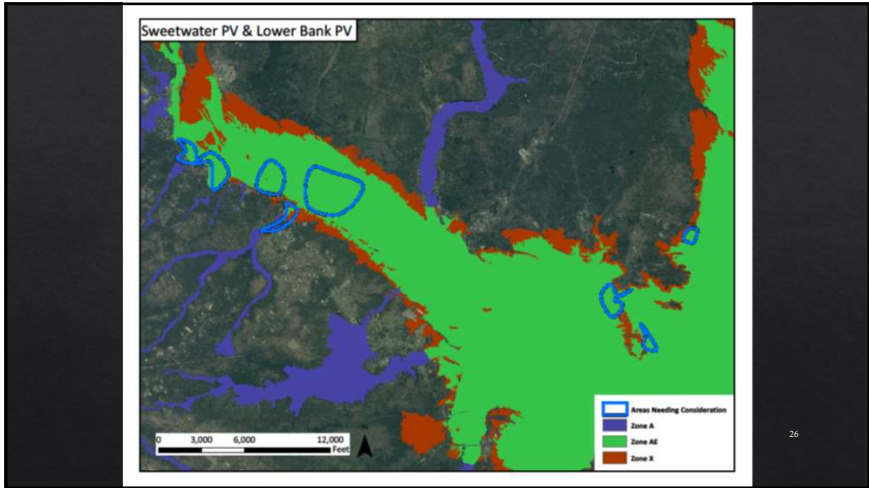 Sweetwater PV & Lower Bank PV
Areas Needing Consideration
Zone A
Zone AE
Zone X
0 3,000 6,000 12,000
Feet
26